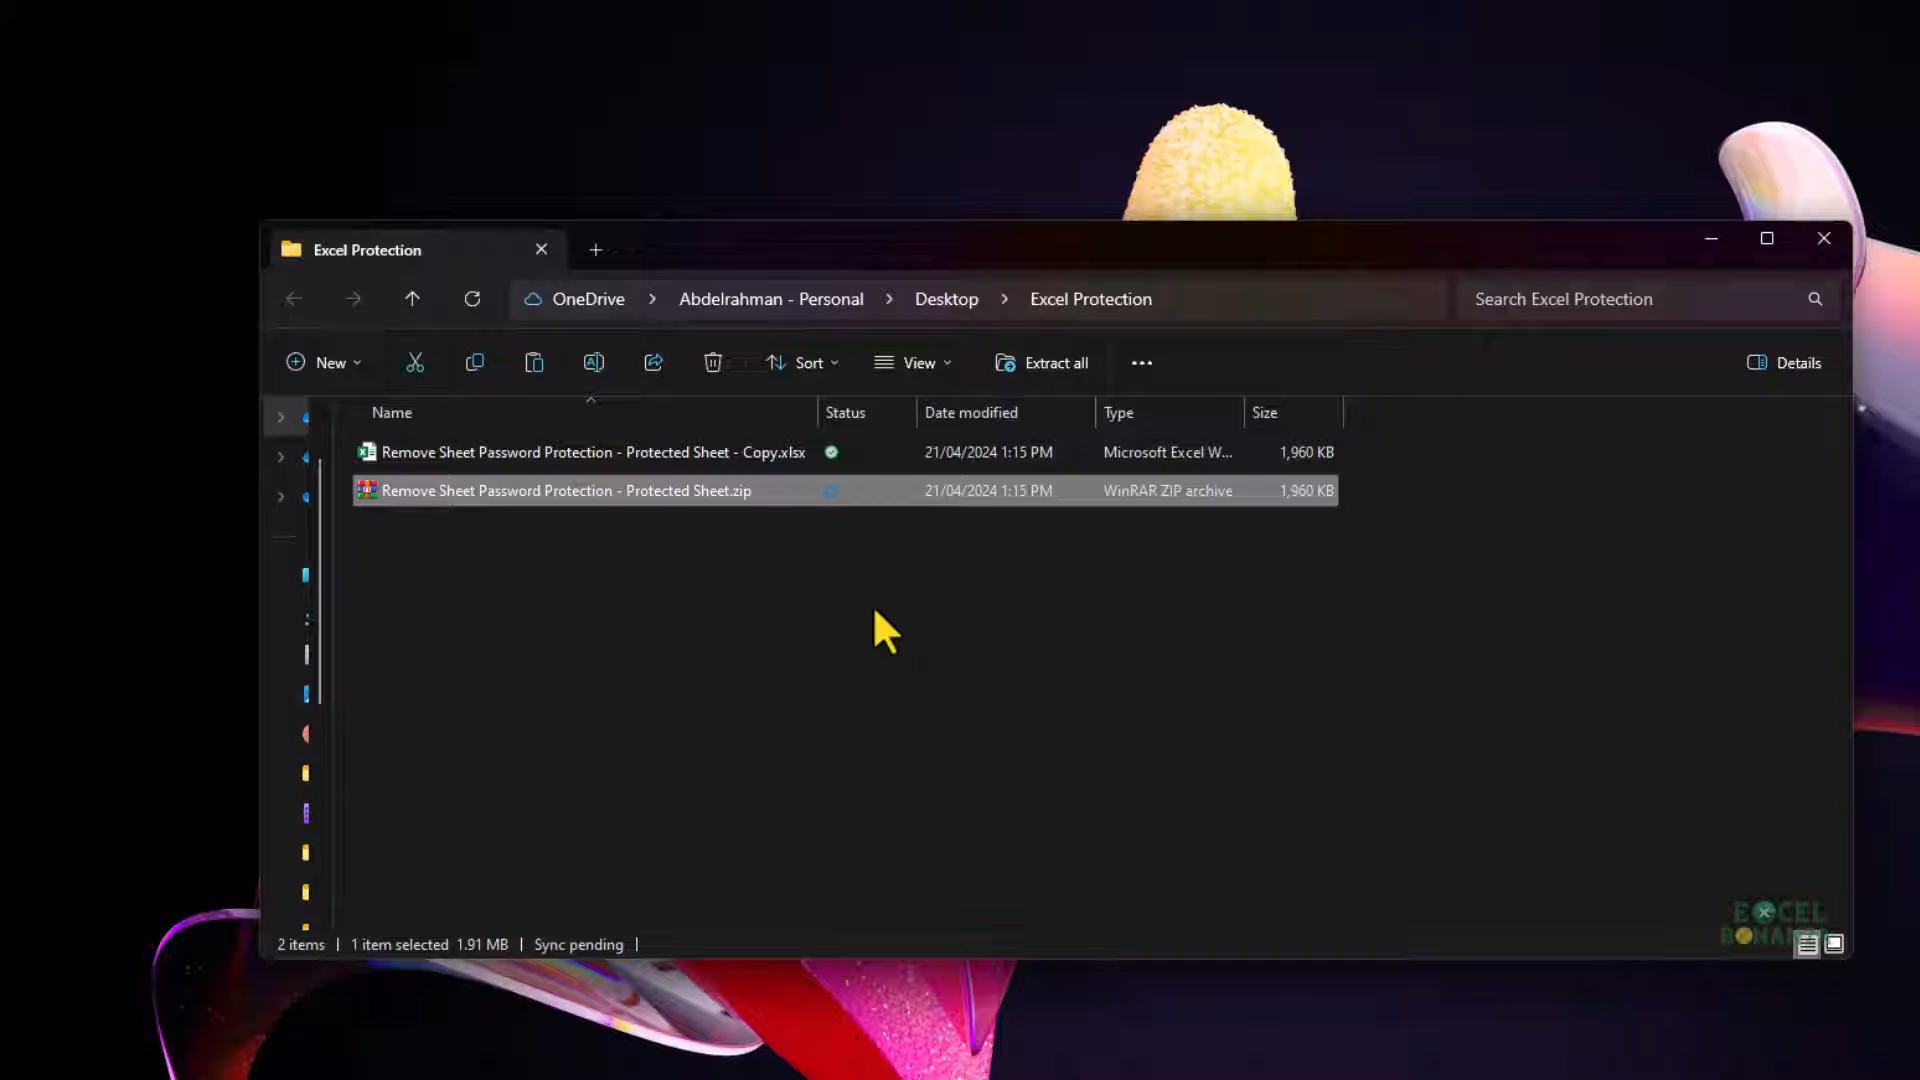 Excel Protection
OneDrive > Abdelrahman - Personal > Desktop > Excel Protection
Search Excel Protection
New
Sort
View
Extract all
Details
Name Status Date modified Type Size
Remove Sheet Password Protection - Protected Sheet - Copy.xlsx 21/04/2024 1:15 PM Microsoft Excel W... 1,960 KB
Remove Sheet Password Protection - Protected Sheet.zip 21/04/2024 1:15 PM WinRAR ZIP archive 1,960 KB
2 items | 1 item selected 1.91 MB | Sync pending |